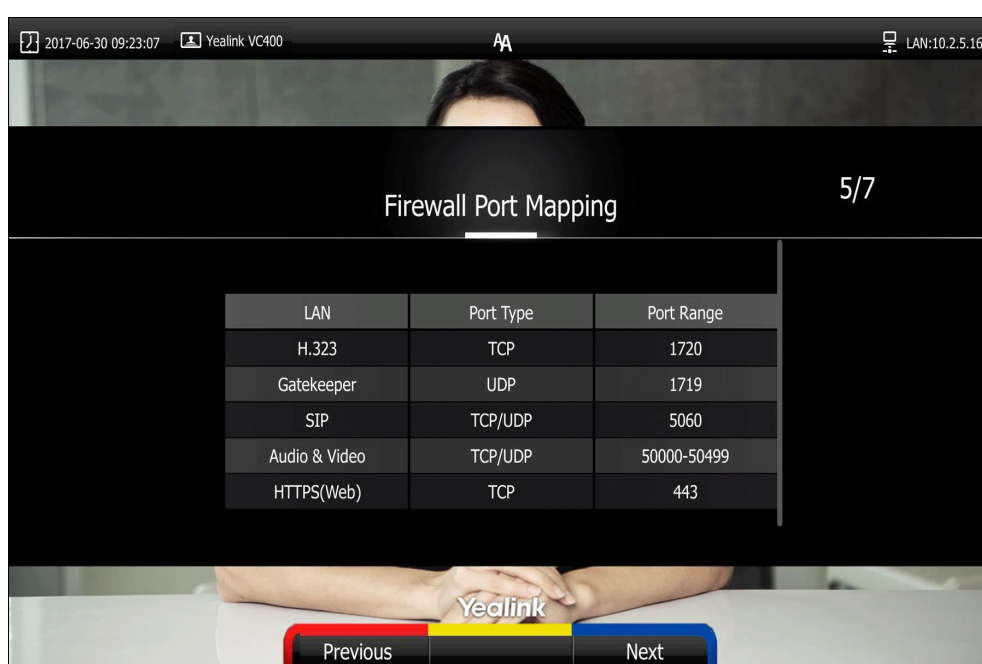 2017-06-30 09:23:07 Yealink VC400 AA LAN:10.2.5.16
5/7
Firewall Port Mapping
LAN Port Type Port Range
H.323 TCP 1720
Gatekeeper UDP 1719
SIP TCP/UDP 5060
Audio & Video TCP/UDP 50000-50499
HTTPS(Web) TCP 443
Yealink
Previous Next